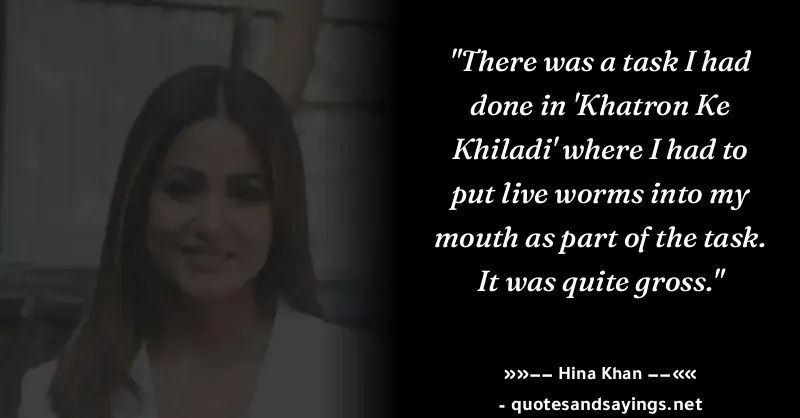 "There was a task I had
done in 'Khatron Ke
Khiladi' where I had to
put live worms into my
mouth as part of the task.
It was quite gross."
»»−− Hina Khan −−««
- quotesandsayings.net